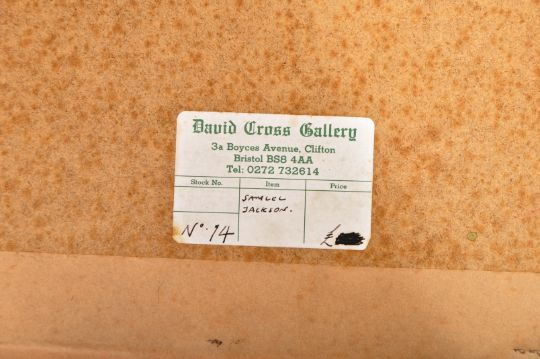 David Cross Gallery
3a Boyces Avenue, Clifton
Bristol BS8 4AA
Tel: 0272 732614
Stock No. Item Price
SAMUEL
JACKSON.
No. 14 £